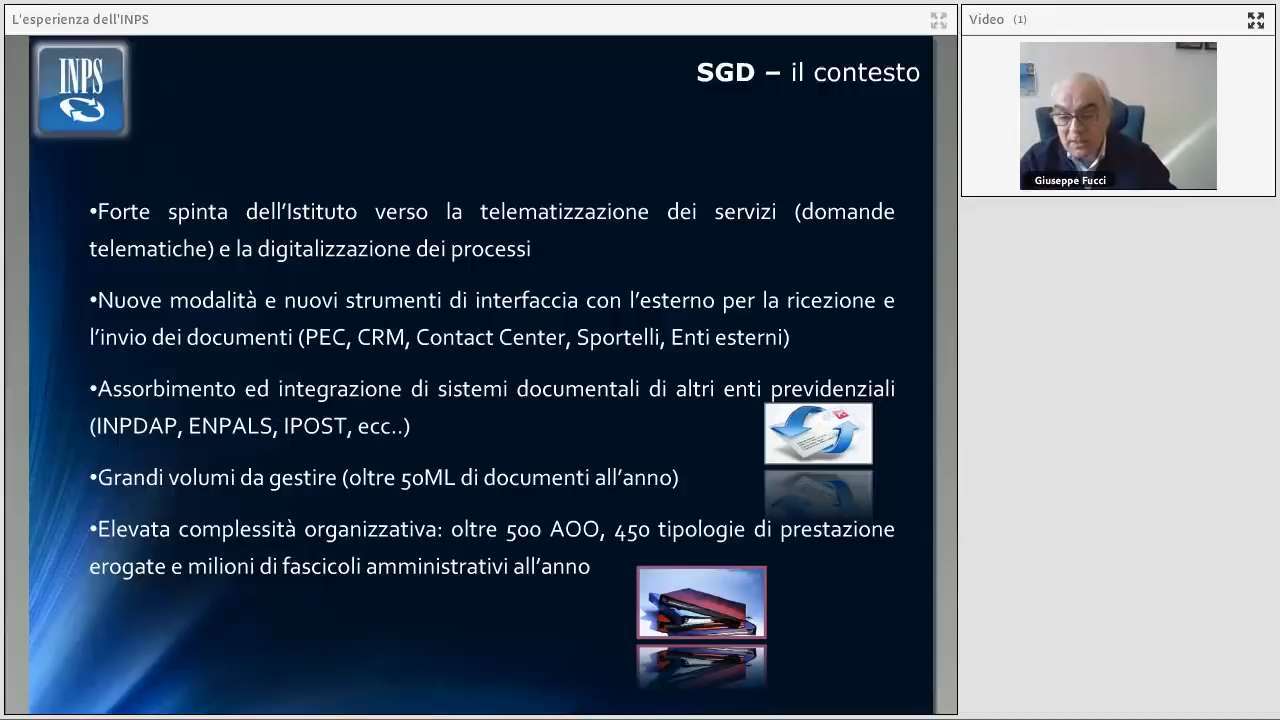 L'esperienza dell'INPS
Video (1)
INPS
SGD – il contesto
Giuseppe Fucci
•Forte spinta dell’Istituto verso la telematizzazione dei servizi (domande
telematiche) e la digitalizzazione dei processi
•Nuove modalità e nuovi strumenti di interfaccia con l’esterno per la ricezione e
l’invio dei documenti (PEC, CRM, Contact Center, Sportelli, Enti esterni)
•Assorbimento ed integrazione di sistemi documentali di altri enti previdenziali
(INPDAP, ENPALS, IPOST, ecc..)
•Grandi volumi da gestire (oltre 50ML di documenti all’anno)
•Elevata complessità organizzativa: oltre 500 AOO, 450 tipologie di prestazione
erogate e milioni di fascicoli amministrativi all’anno